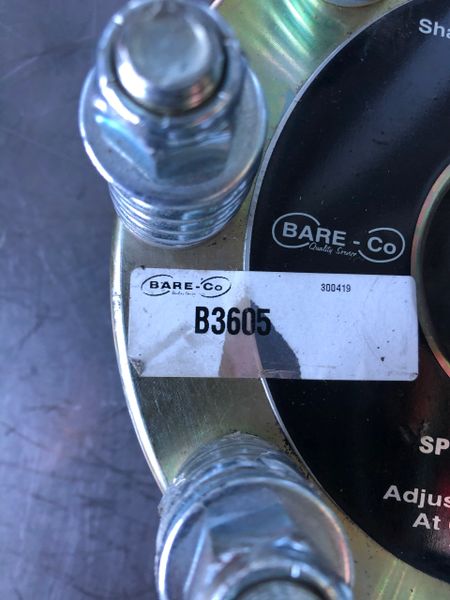 Sha
BARE-Co
Quality Service
BARE-Co
300419
B3605
SP
Adjus
At